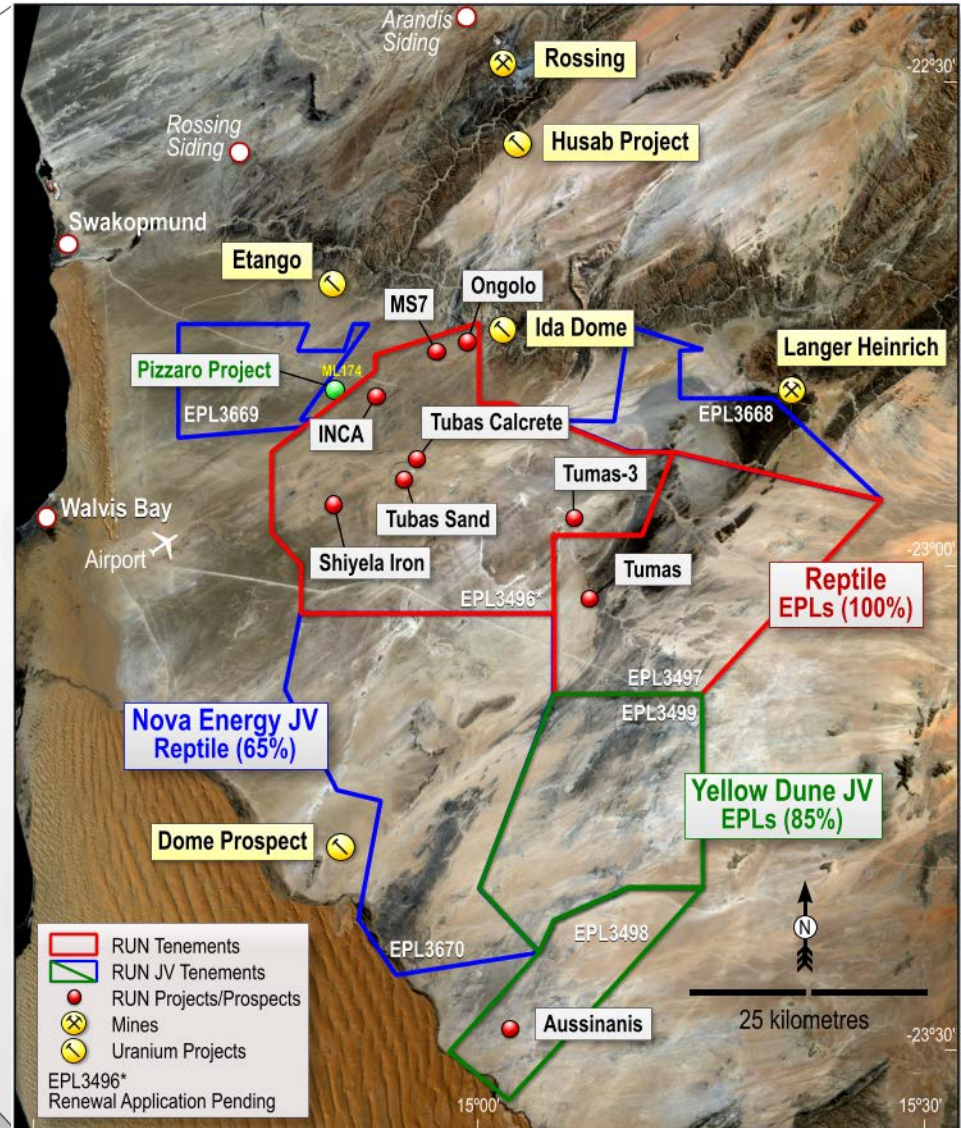 Arandis
Siding
Rossing
-22°30'
Husab Project
Rossing
Siding
Swakopmund
Etango
Ongolo
MS7
Ida Dome
Langer Heinrich
Pizzaro Project
ML174
EPL3669
EPL3668
INCA
Tubas Calcrete
Tumas-3
Walvis Bay
Tubas Sand
Airport
-23°00'
Shiyela Iron
Tumas
Reptile
EPLs (100%)
EPL3496*
EPL3497
EPL3499
Nova Energy JV
Reptile (65%)
Yellow Dune JV
EPLs (85%)
Dome Prospect
N
EPL3498
EPL3670
RUN Tenements
RUN JV Tenements
RUN Projects/Prospects
Mines
Uranium Projects
EPL3496*
Renewal Application Pending
25 kilometres
Aussinanis
-23°30'
15°00'
15°30'